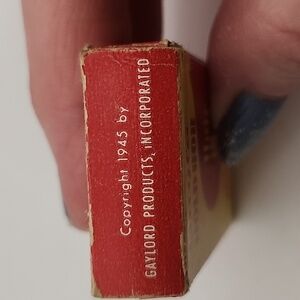 Copyright 1945 by
GAYLORD PRODUCTS, iNCORPORATED